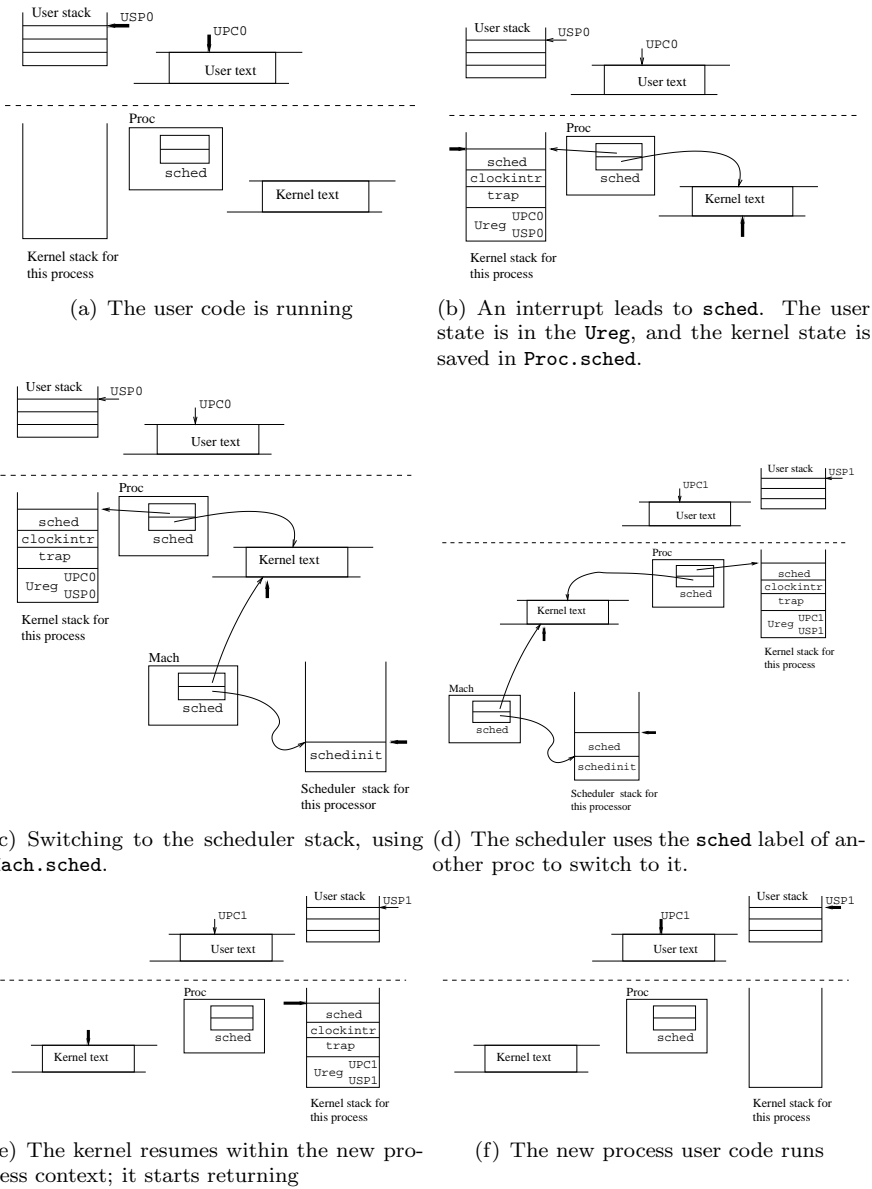 User stack
USP0
UPC0
User text
Proc
sched
Kernel text
Kernel stack for
this process
(a) The user code is running
User stack
USP0
UPC0
User text
Proc
sched
sched
clockintr
trap
Ureg UPC0
USP0
Kernel text
Kernel stack for
this process
(b) An interrupt leads to sched. The user
state is in the Ureg, and the kernel state is
saved in Proc.sched.
User stack
USP0
UPC0
User text
Proc
sched
sched
clockintr
trap
Ureg UPC0
USP0
Kernel text
Kernel stack for
this process
Mach
sched
schedinit
Scheduler stack for
this processor
c) Switching to the scheduler stack, using
ach.sched.
User stack
USP1
UPC1
User text
Proc
sched
sched
clockintr
trap
Ureg UPC1
USP1
Kernel text
Kernel stack for
this process
Mach
sched
sched
schedinit
Scheduler stack for
this processor
(d) The scheduler uses the sched label of an-
other proc to switch to it.
User stack
USP1
UPC1
User text
Proc
sched
sched
clockintr
trap
Ureg UPC1
USP1
Kernel text
Kernel stack for
this process
e) The kernel resumes within the new pro-
ess context; it starts returning
User stack
USP1
UPC1
User text
Proc
sched
Kernel text
Kernel stack for
this process
(f) The new process user code runs